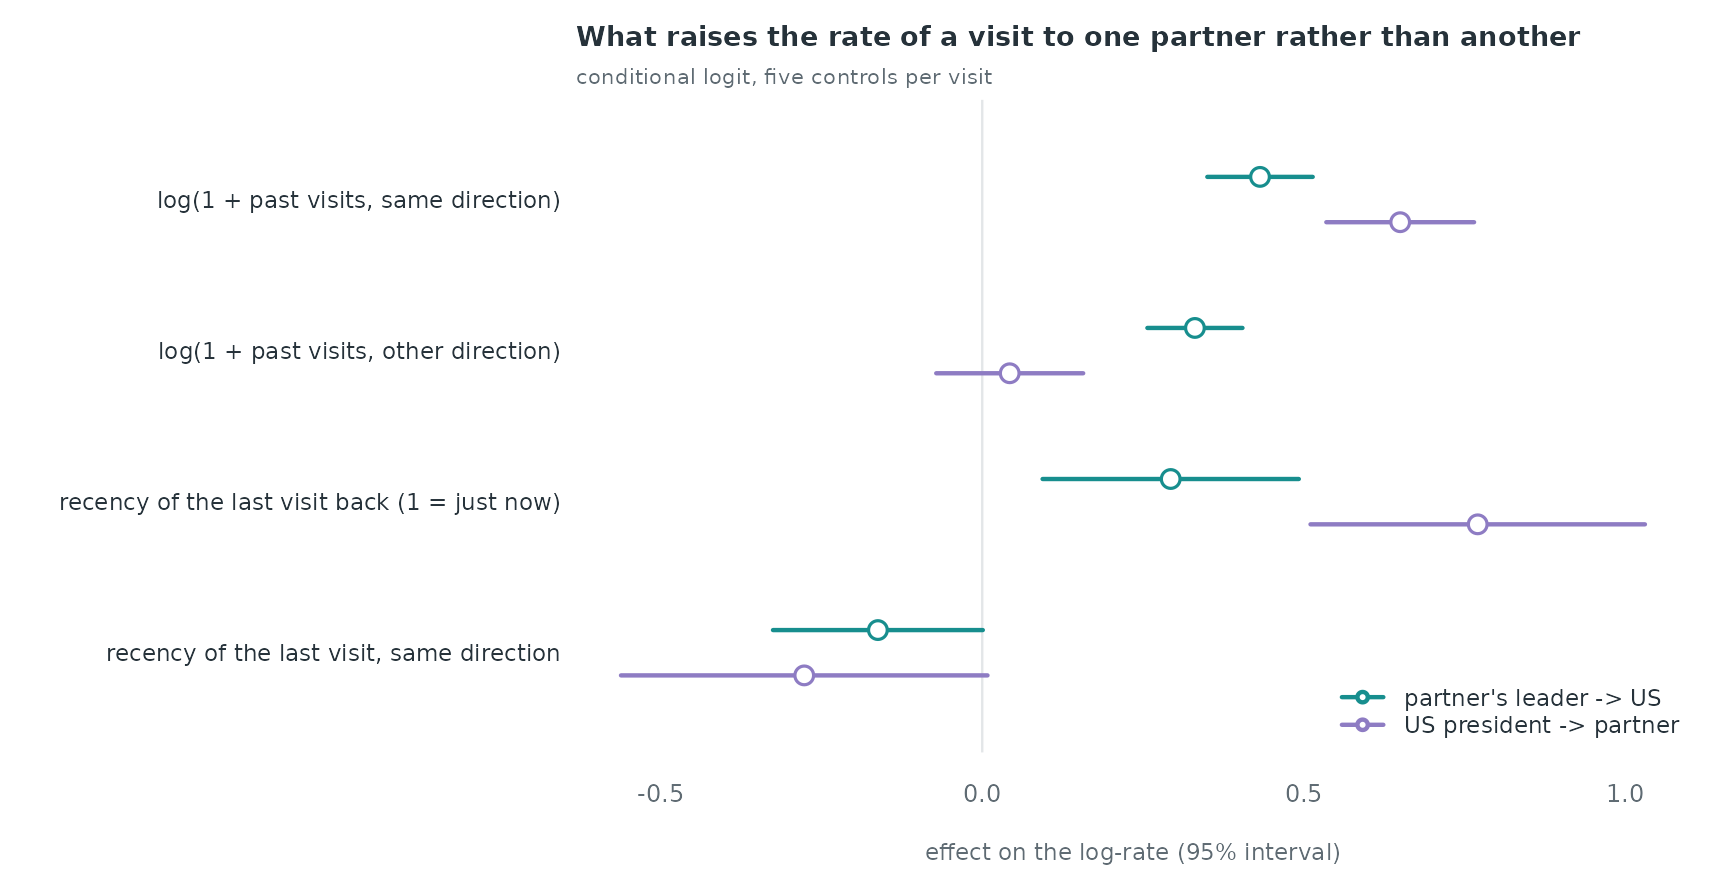 What raises the rate of a visit to one partner rather than another
conditional logit, five controls per visit
log(1 + past visits, same direction)
log(1 + past visits, other direction)
recency of the last visit back (1 = just now)
recency of the last visit, same direction
partner's leader -> US
US president -> partner
-0.5 0.0 0.5 1.0
effect on the log-rate (95% interval)